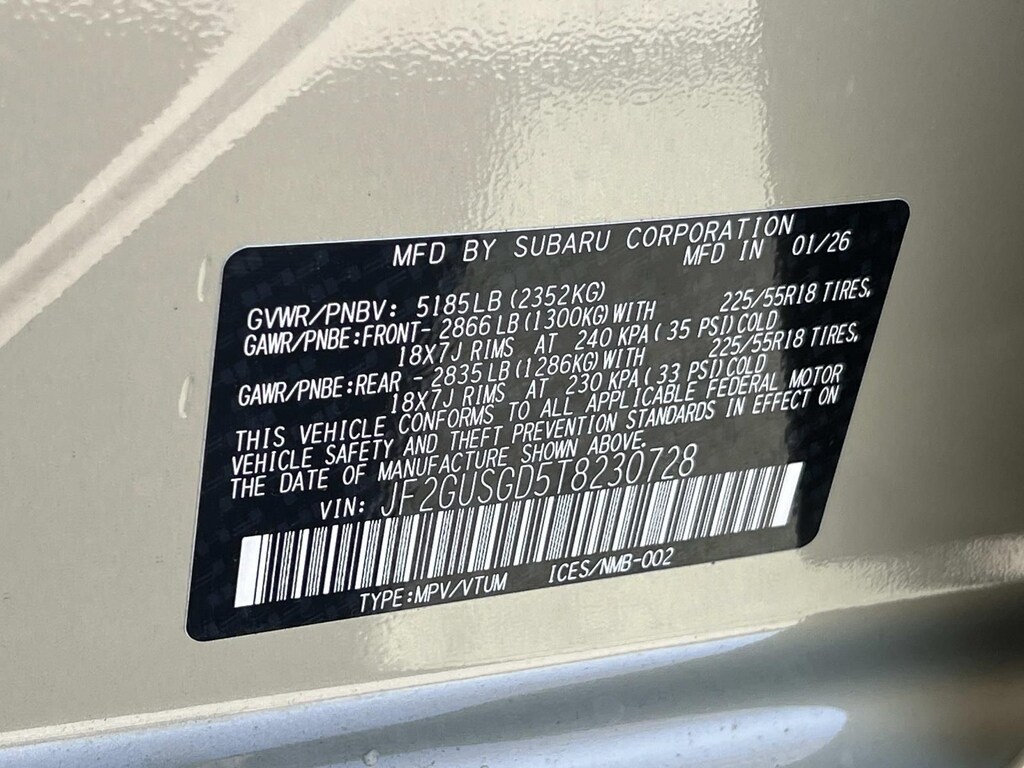 MFD BY SUBARU CORPORATION
MFD IN 01/26
GVWR/PNBV: 5185LB (2352KG)
GAWR/PNBE:FRONT- 2866 LB (1300KG) WITH 225/55R18 TIRES,
18X7J RIMS AT 240 KPA ( 35 PSI) COLD
GAWR/PNBE:REAR - 2835 LB (1286KG) WITH 225/55R18 TIRES,
18X7J RIMS AT 230 KPA ( 33 PSI) COLD
THIS VEHICLE CONFORMS TO ALL APPLICABLE FEDERAL MOTOR
VEHICLE SAFETY AND THEFT PREVENTION STANDARDS IN EFFECT ON
THE DATE OF MANUFACTURE SHOWN ABOVE.
VIN: JF2GUSGD5T8230728
TYPE:MPV/VTUM ICES/NMB-002